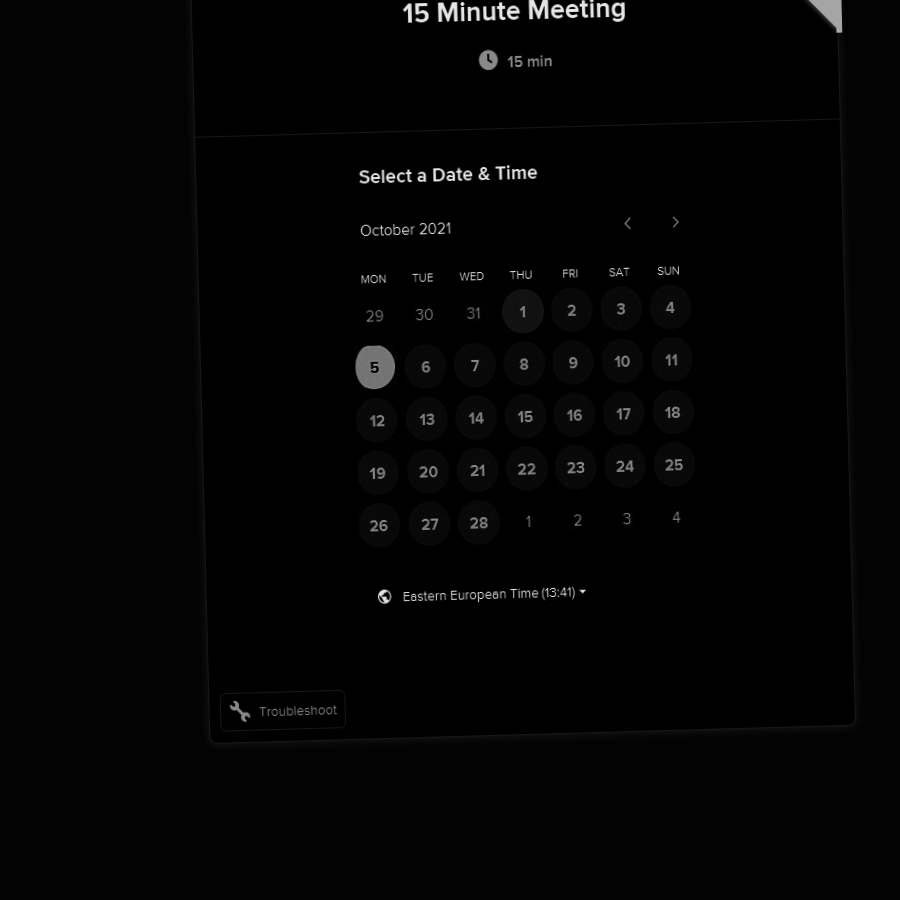 15 Minute Meeting
15 min
Select a Date & Time
October 2021
MON TUE WED THU FRI SAT SUN
29 30 31 1 2 3 4
5 6 7 8 9 10 11
12 13 14 15 16 17 18
19 20 21 22 23 24 25
26 27 28 1 2 3 4
Eastern European Time (13:41)
Troubleshoot